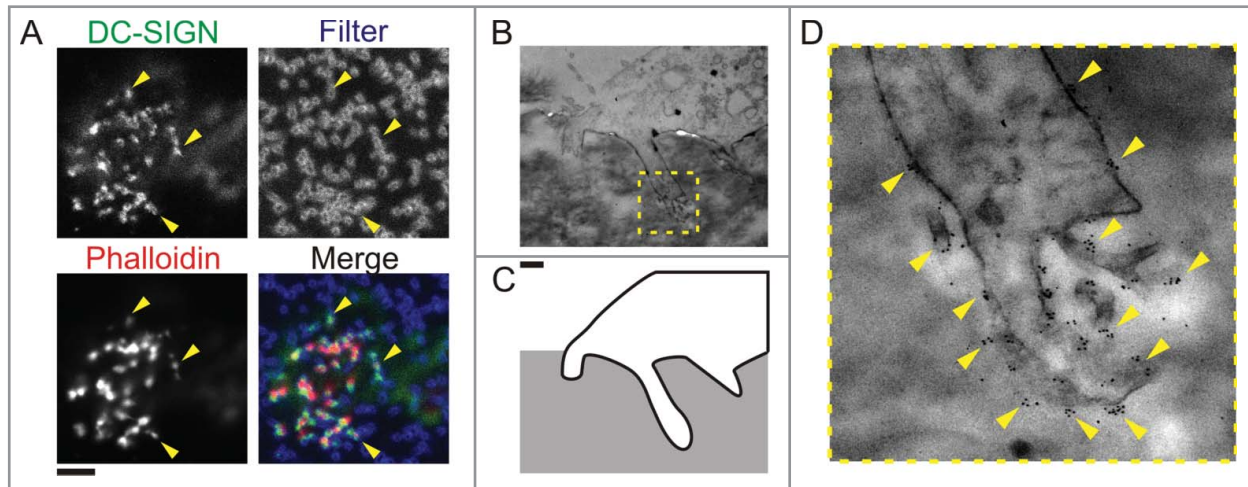 A
DC-SIGN
Filter
Phalloidin
Merge
B
C
D